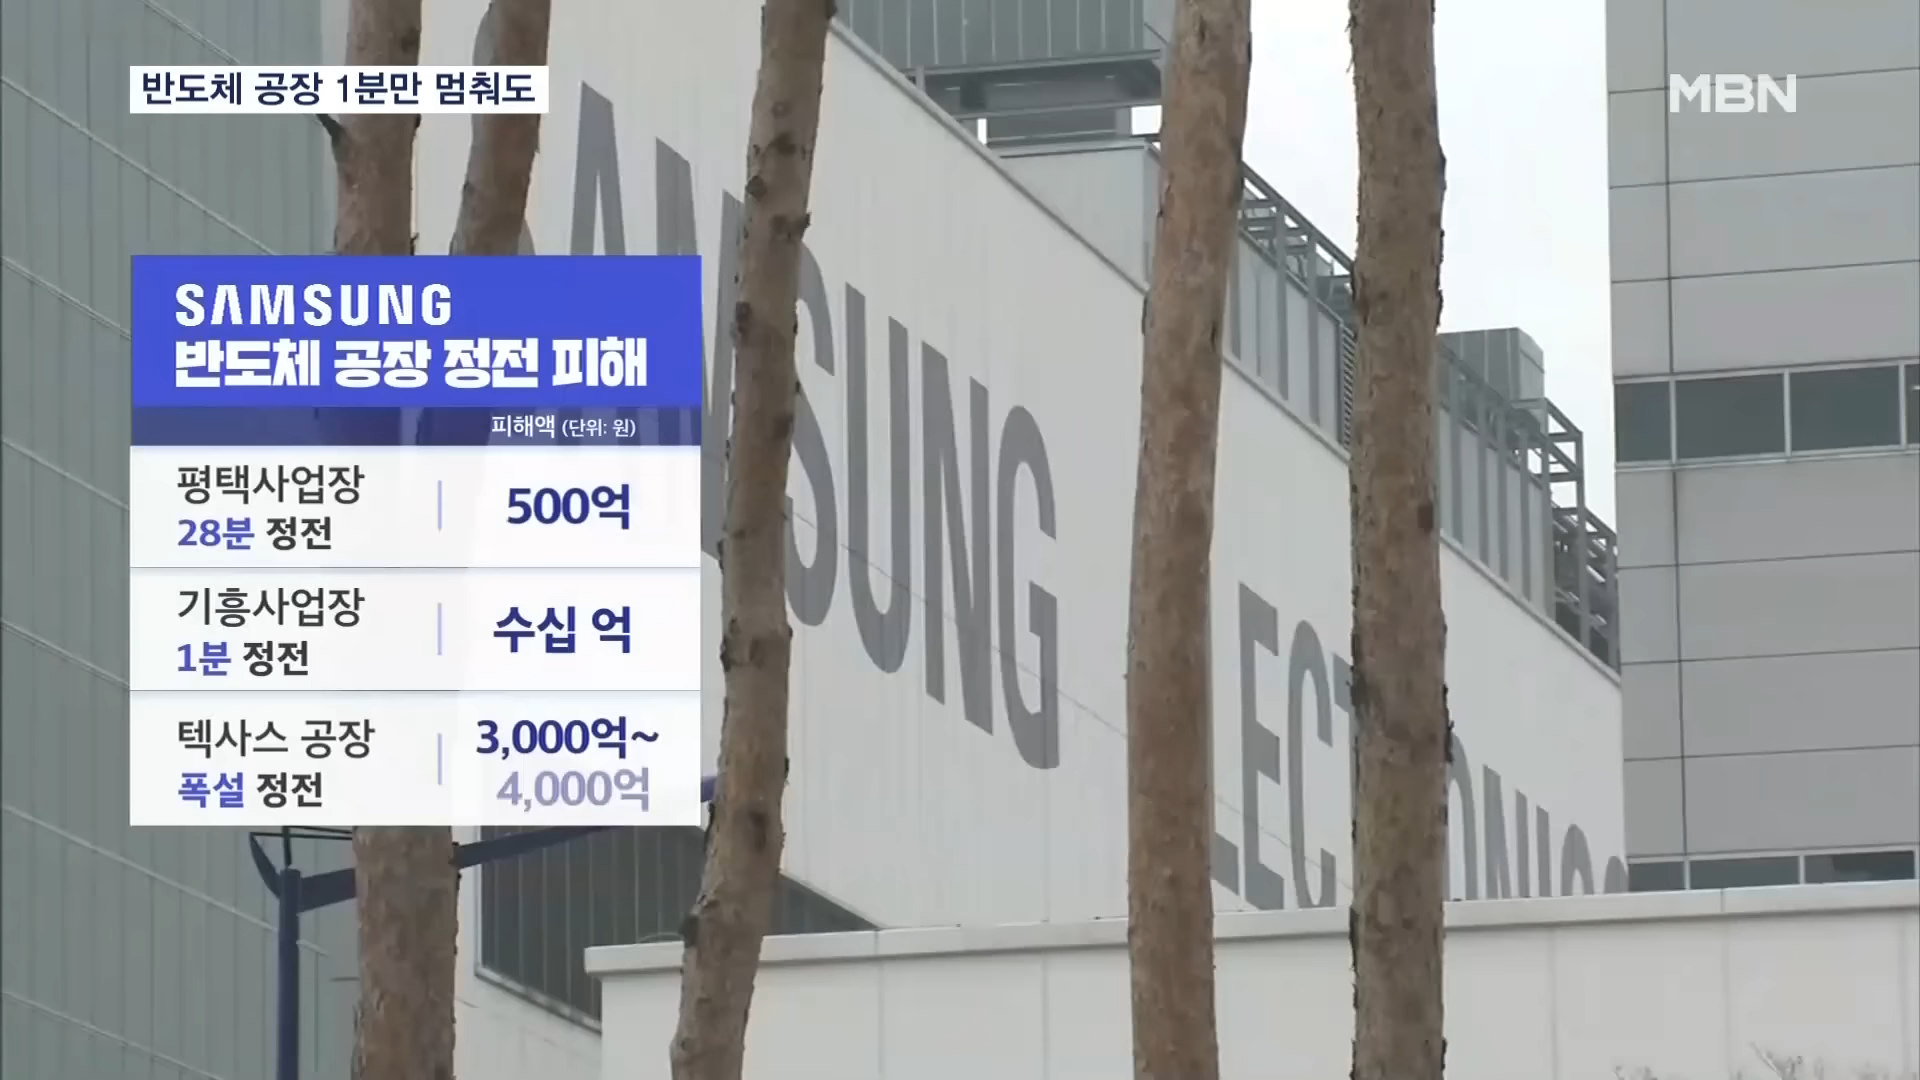 반도체 공장 1분만 멈춰도
MBN
SAMSUNG
반도체 공장 정전 피해
피해액 (단위: 원)
평택사업장
28분 정전
500억
기흥사업장
1분 정전
수십 억
텍사스 공장
폭설 정전
3,000억~
4,000억
AMSUNG
LECT ONICS